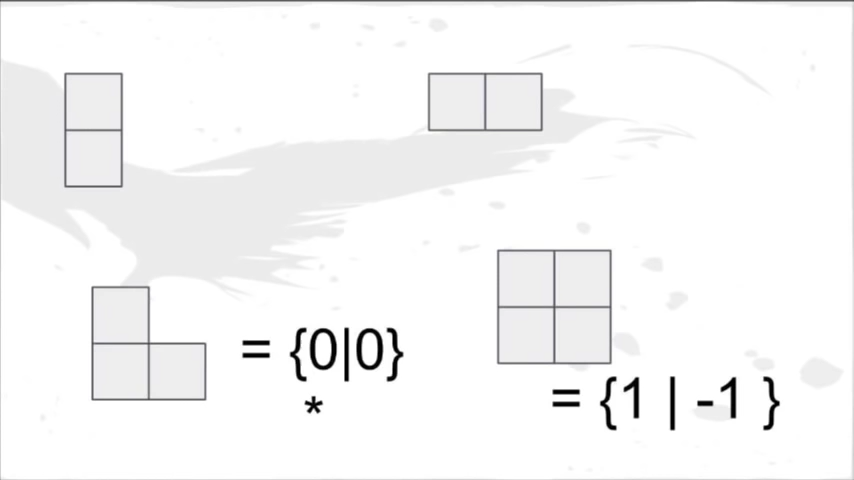 = {0|0}
*
= {1 | -1 }